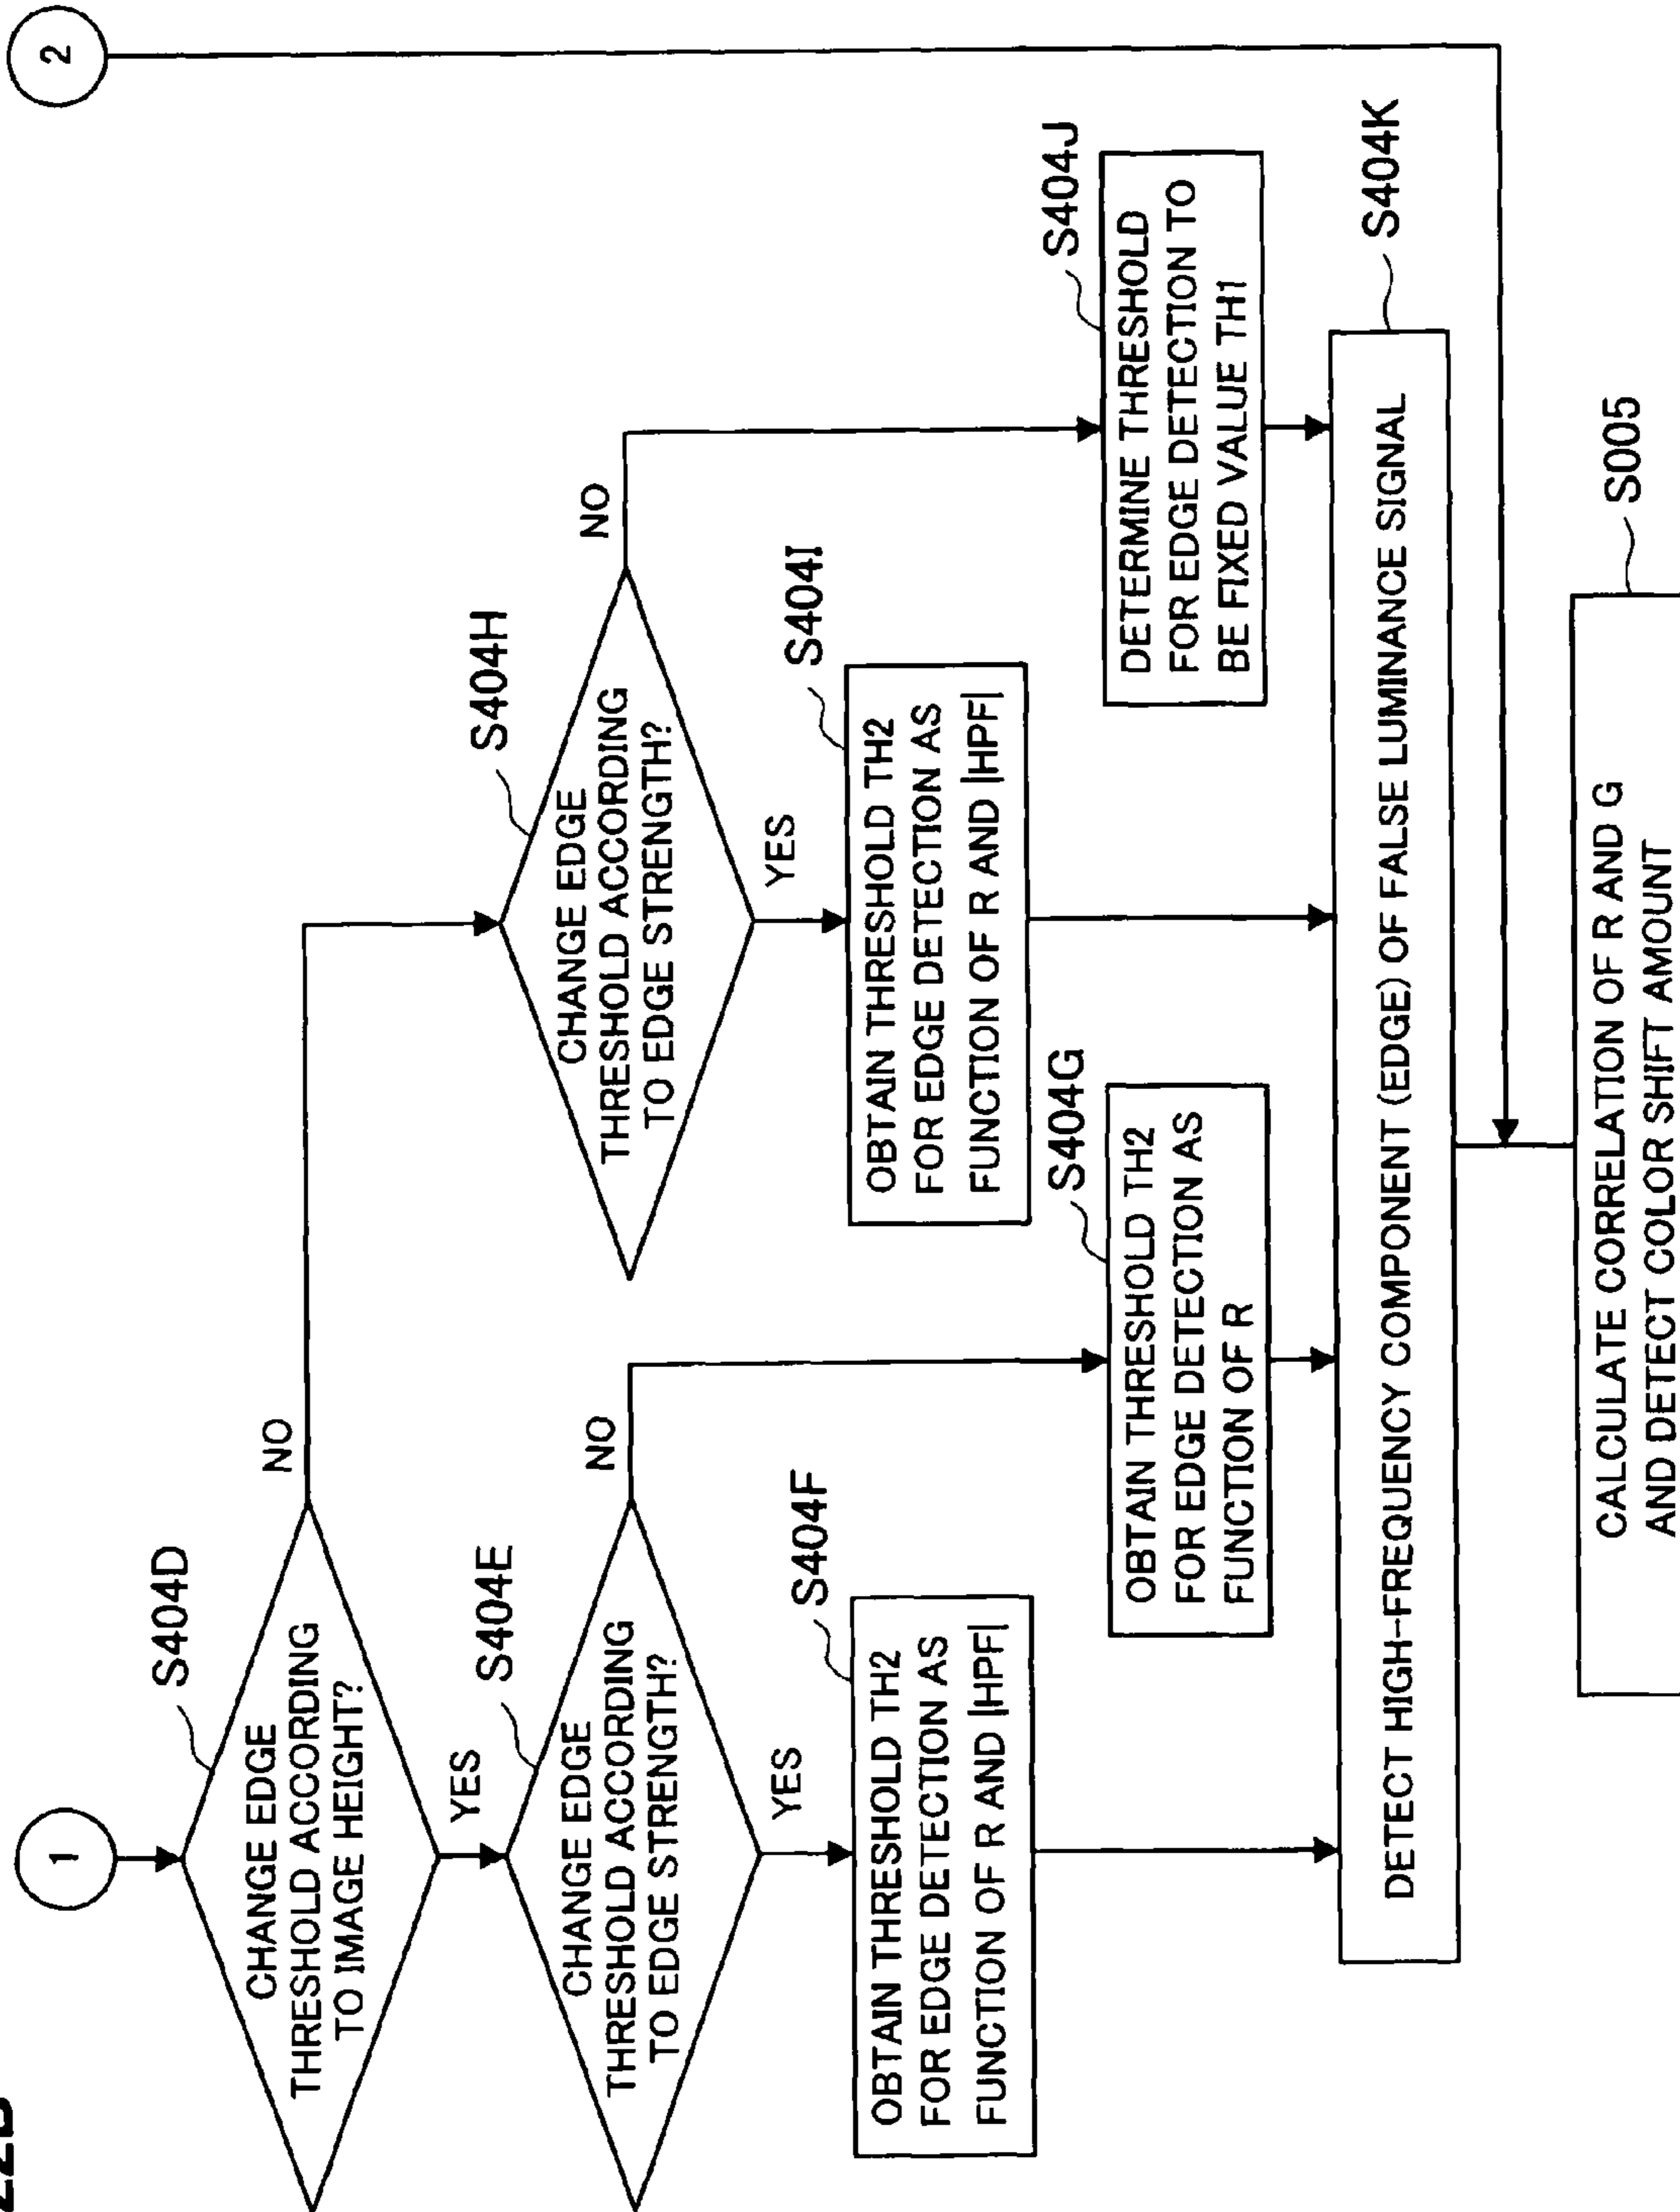 22B
1
2
S404D
CHANGE EDGE
THRESHOLD ACCORDING
TO IMAGE HEIGHT?
NO
YES
S404E
CHANGE EDGE
THRESHOLD ACCORDING
TO EDGE STRENGTH?
NO
YES
S404H
CHANGE EDGE
THRESHOLD ACCORDING
TO EDGE STRENGTH?
NO
YES
S404F
OBTAIN THRESHOLD TH2
FOR EDGE DETECTION AS
FUNCTION OF R AND |HPF|
S404I
OBTAIN THRESHOLD TH2
FOR EDGE DETECTION AS
FUNCTION OF R AND |HPF|
S404G
OBTAIN THRESHOLD TH2
FOR EDGE DETECTION AS
FUNCTION OF R
S404J
DETERMINE THRESHOLD
FOR EDGE DETECTION TO
BE FIXED VALUE TH1
S404K
DETECT HIGH-FREQUENCY COMPONENT (EDGE) OF FALSE LUMINANCE SIGNAL
S005
CALCULATE CORRELATION OF R AND G
AND DETECT COLOR SHIFT AMOUNT